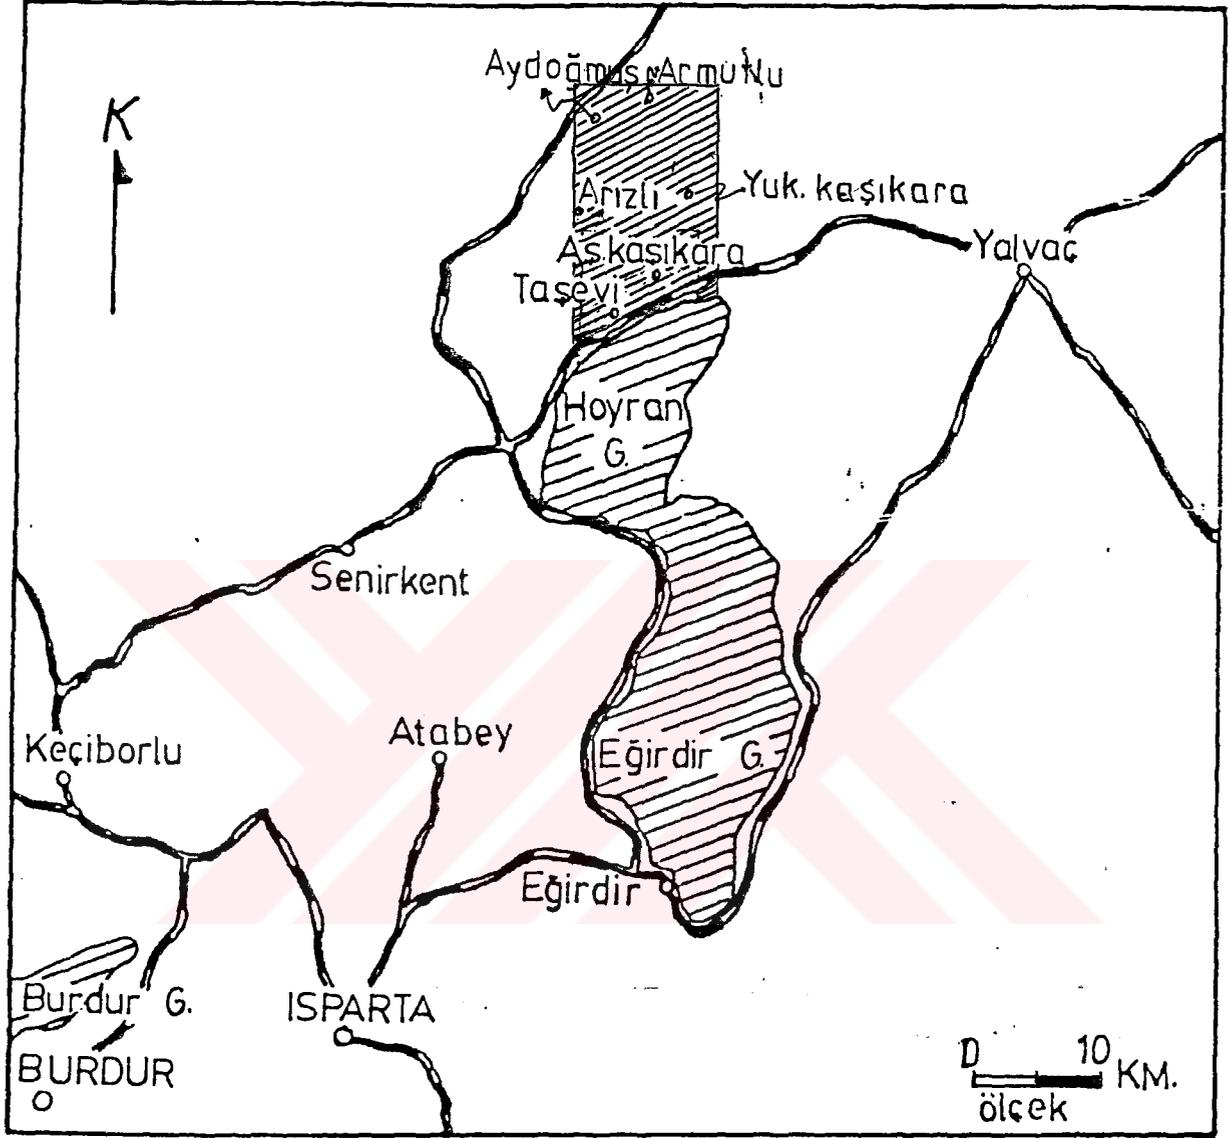 Aydoğmuş Armutlu
K
Arızlı
Yuk. kaşıkara
Aş.kaşıkara
Yalvaç
Taşevi
Hoyran
G.
Senirkent
Atabey
Keçiborlu
Eğirdir G.
Eğirdir
Burdur G.
ISPARTA
BURDUR
0 10 KM.
ölçek